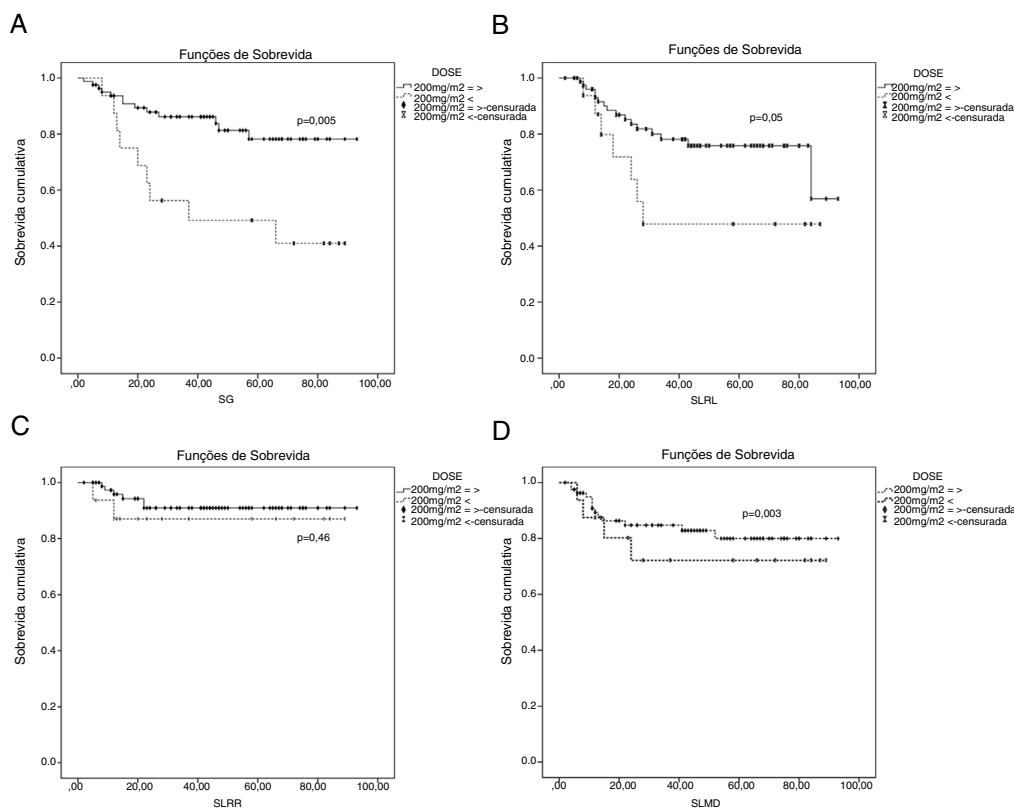 A
Funções de Sobrevida
DOSE
200mg/m2 = >
200mg/m2 <
200mg/m2 = >-censurada
200mg/m2 <-censurada
p=0,005
Sobrevida cumulativa
1.0
0.8
0.6
0.4
0.2
0.0
,00 20,00 40,00 60,00 80,00 100,00
SG
B
Funções de Sobrevida
DOSE
200mg/m2 = >
200mg/m2 <
200mg/m2 = >-censurada
200mg/m2 <-censurada
p=0,05
Sobrevida cumulativa
1.0
0.8
0.6
0.4
0.2
0.0
,00 20,00 40,00 60,00 80,00 100,00
SLRL
C
Funções de Sobrevida
DOSE
200mg/m2 = >
200mg/m2 <
200mg/m2 = >-censurada
200mg/m2 <-censurada
p=0,46
Sobrevida cumulativa
1.0
0.8
0.6
0.4
0.2
0.0
,00 20,00 40,00 60,00 80,00 100,00
SLRR
D
Funções de Sobrevida
DOSE
200mg/m2 = >
200mg/m2 <
200mg/m2 = >-censurada
200mg/m2 <-censurada
p=0,003
Sobrevida cumulativa
1.0
0.8
0.6
0.4
0.2
0.0
,00 20,00 40,00 60,00 80,00 100,00
SLMD